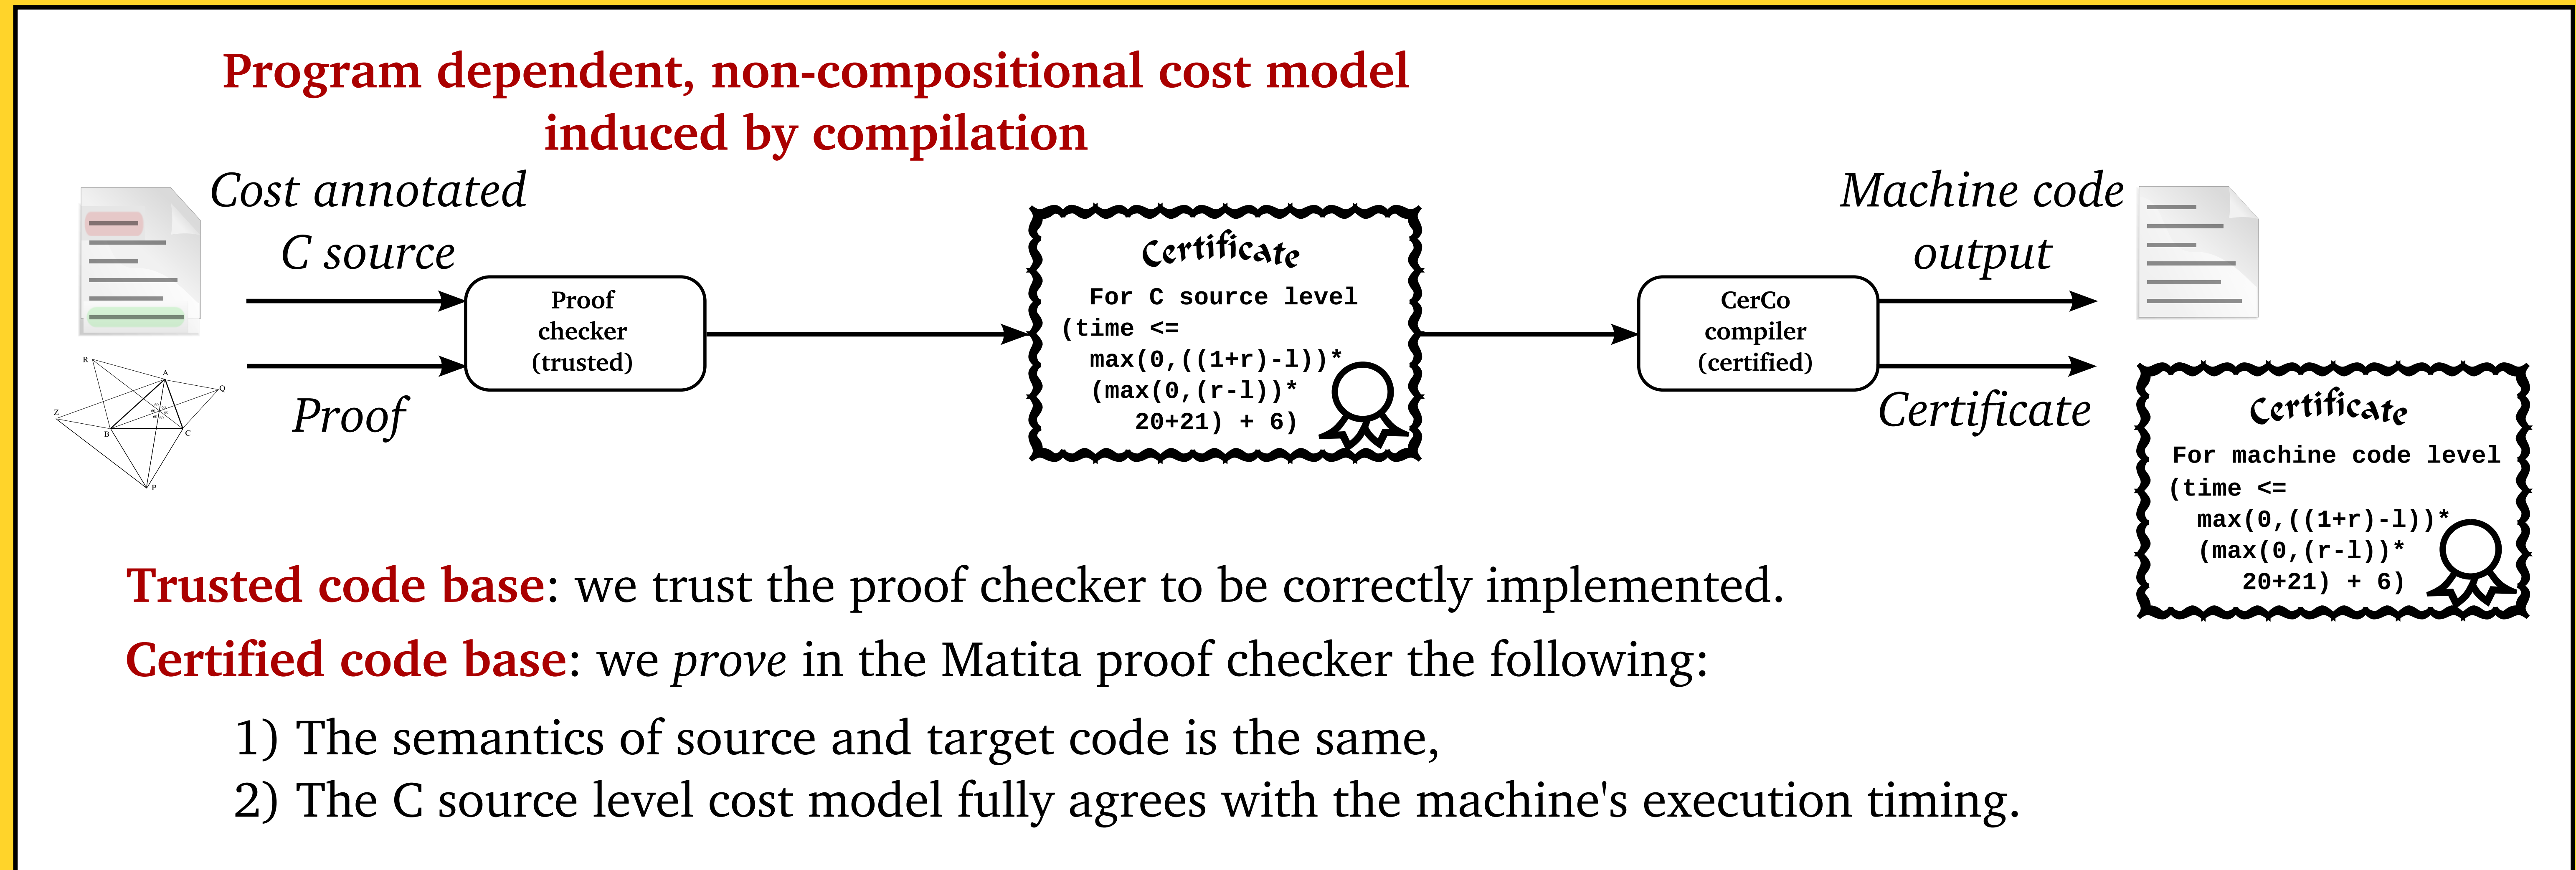 Program dependent, non-compositional cost model
induced by compilation
Cost annotated
C source
Proof
R
A
Q
Z
B
C
P
Proof
checker
(trusted)
Certificate
For C source level
(time <=
max(0,((1+r)-l))*
(max(0,(r-l))*
20+21) + 6)
CerCo
compiler
(certified)
Machine code
output
Certificate
Certificate
For machine code level
(time <=
max(0,((1+r)-l))*
(max(0,(r-l))*
20+21) + 6)
Trusted code base: we trust the proof checker to be correctly implemented.
Certified code base: we prove in the Matita proof checker the following:
1) The semantics of source and target code is the same,
2) The C source level cost model fully agrees with the machine's execution timing.